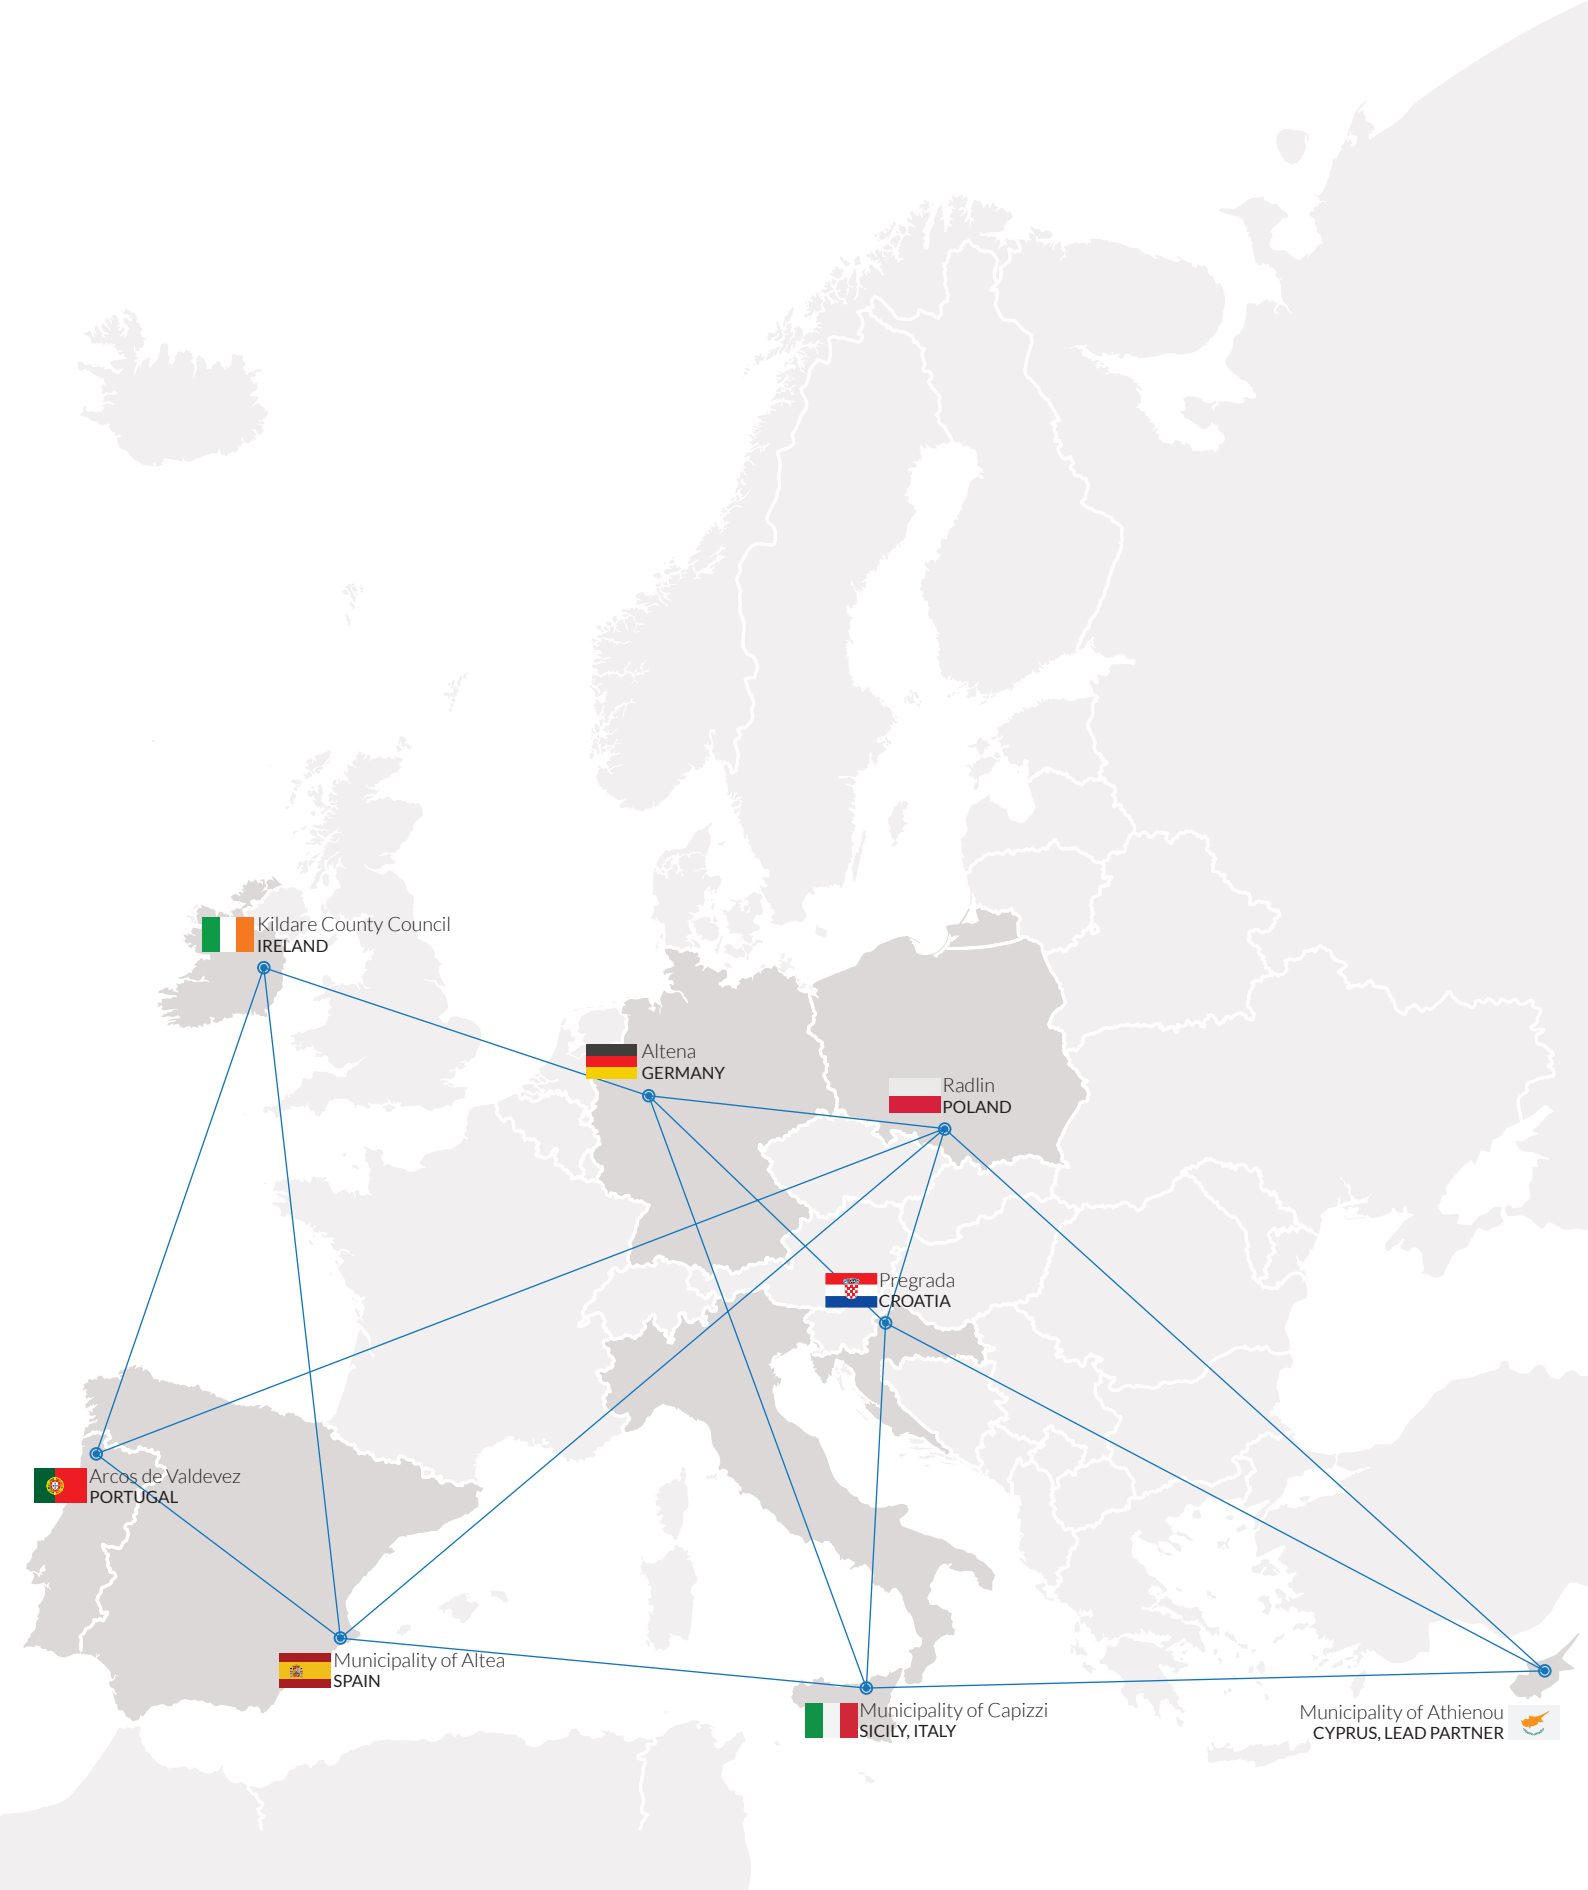 Kildare County Council
IRELAND
Altena
GERMANY
Radlin
POLAND
Pregrada
CROATIA
Arcos de Valdevez
PORTUGAL
Municipality of Altea
SPAIN
Municipality of Capizzi
SICILY, ITALY
Municipality of Athienou
CYPRUS, LEAD PARTNER